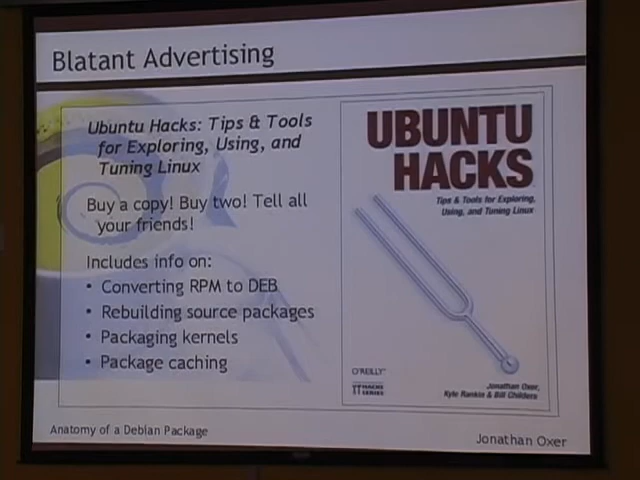 Blatant Advertising
Ubuntu Hacks: Tips & Tools
for Exploring, Using, and
Tuning Linux
Buy a copy! Buy two! Tell all
your friends!
Includes info on:
• Converting RPM to DEB
• Rebuilding source packages
• Packaging kernels
• Package caching
UBUNTU
HACKS
Tips & Tools for Exploring,
Using, and Tuning Linux
O'REILLY
HACKS
SERIES
Jonathan Oxer,
Kyle Rankin & Bill Childers
Anatomy of a Debian Package
Jonathan Oxer